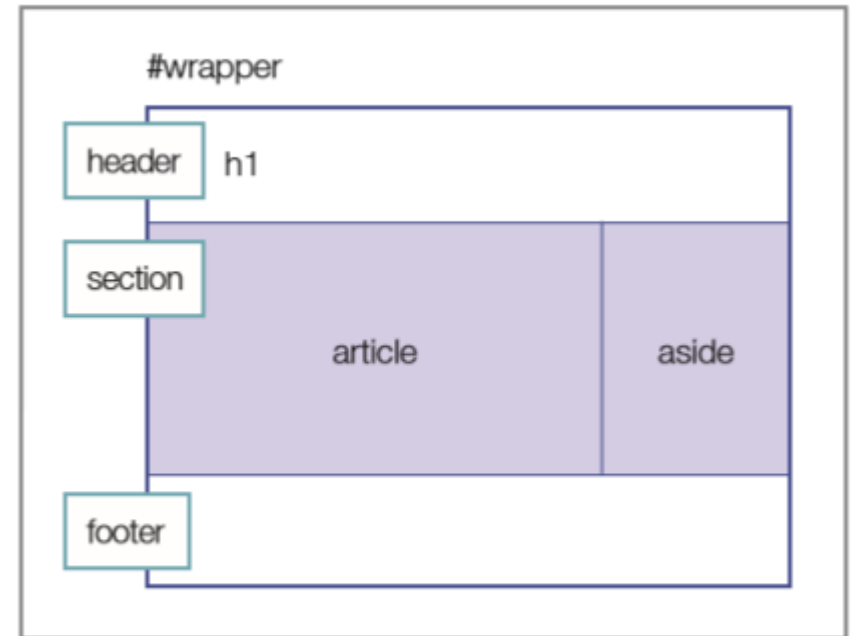 #wrapper
header h1
section
article aside
footer